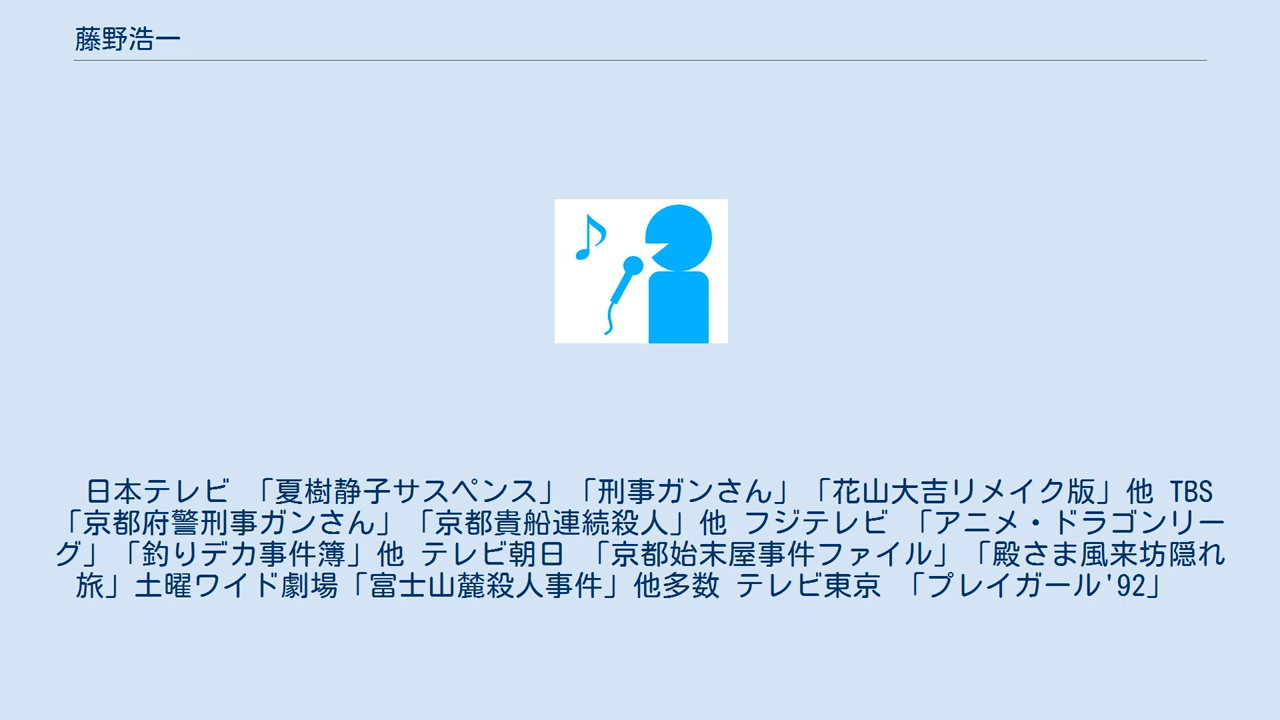 藤野浩一
日本テレビ 「夏樹静子サスペンス」「刑事ガンさん」「花山大吉リメイク版」他 TBS
「京都府警刑事ガンさん」「京都貴船連続殺人」他 フジテレビ 「アニメ・ドラゴンリー
グ」「釣りデカ事件簿」他 テレビ朝日 「京都始末屋事件ファイル」「殿さま風来坊隠れ
旅」土曜ワイド劇場「富士山麓殺人事件」他多数 テレビ東京 「プレイガール'92」